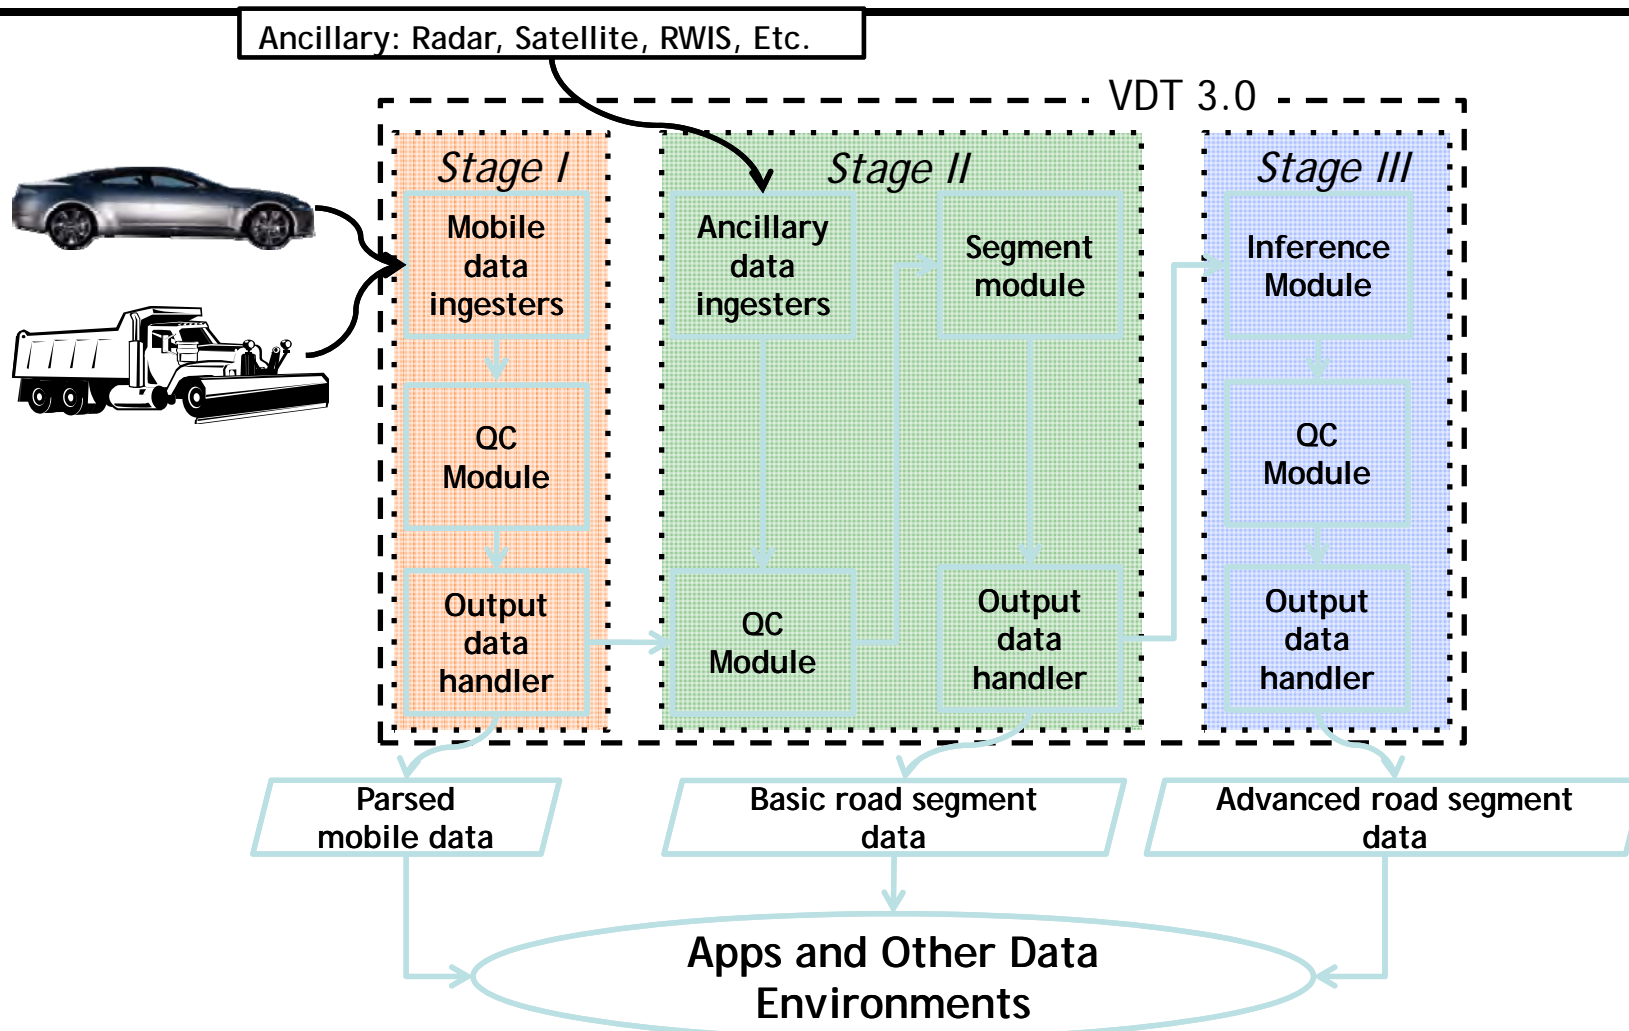 Ancillary: Radar, Satellite, RWIS, Etc.
VDT 3.0
Stage I
Mobile
data
ingesters
QC
Module
Output
data
handler
Stage II
Ancillary
data
ingesters
QC
Module
Segment
module
Output
data
handler
Stage III
Inference
Module
QC
Module
Output
data
handler
Parsed
mobile data
Basic road segment
data
Advanced road segment
data
Apps and Other Data
Environments